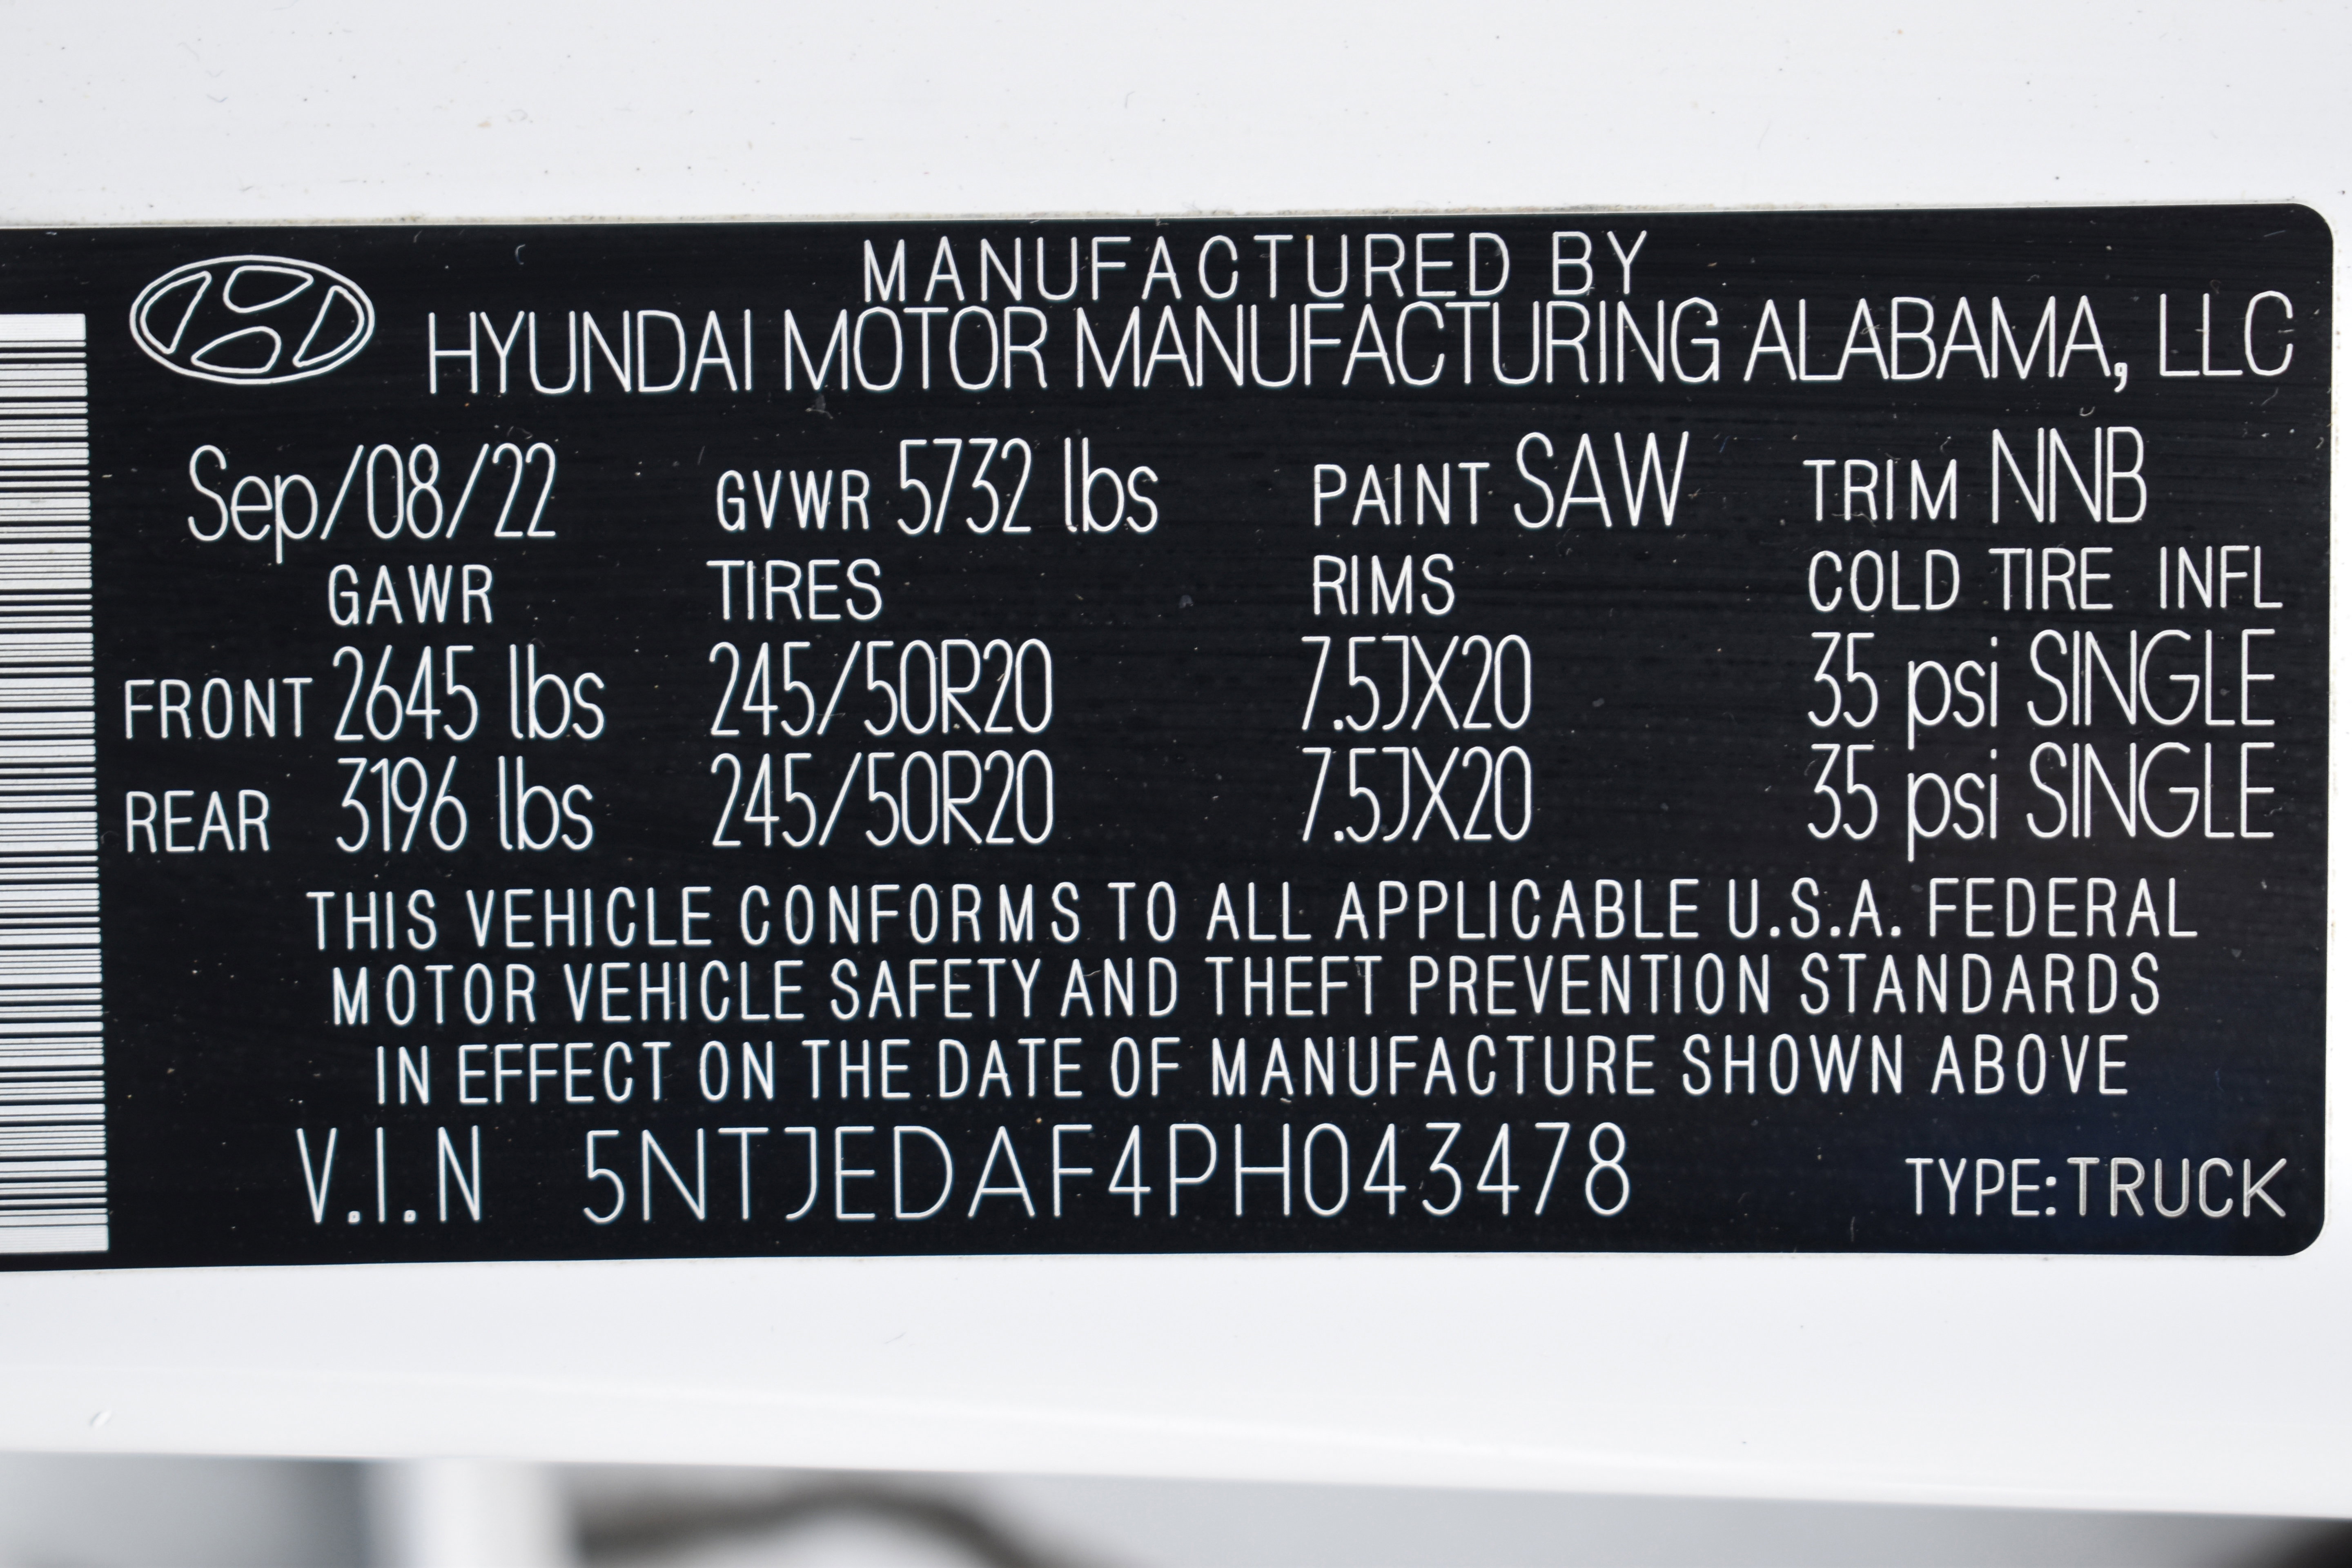 MANUFACTURED BY
HYUNDAI MOTOR MANUFACTURING ALABAMA, LLC
Sep/08/22 GVWR 5732 lbs PAINT SAW TRIM NNB
GAWR TIRES RIMS COLD TIRE INFL
FRONT 2645 lbs 245/50R20 7.5JX20 35 psi SINGLE
REAR 3196 lbs 245/50R20 7.5JX20 35 psi SINGLE
THIS VEHICLE CONFORMS TO ALL APPLICABLE U.S.A. FEDERAL
MOTOR VEHICLE SAFETY AND THEFT PREVENTION STANDARDS
IN EFFECT ON THE DATE OF MANUFACTURE SHOWN ABOVE
V.I.N 5NTJEDAF4PH043478 TYPE:TRUCK